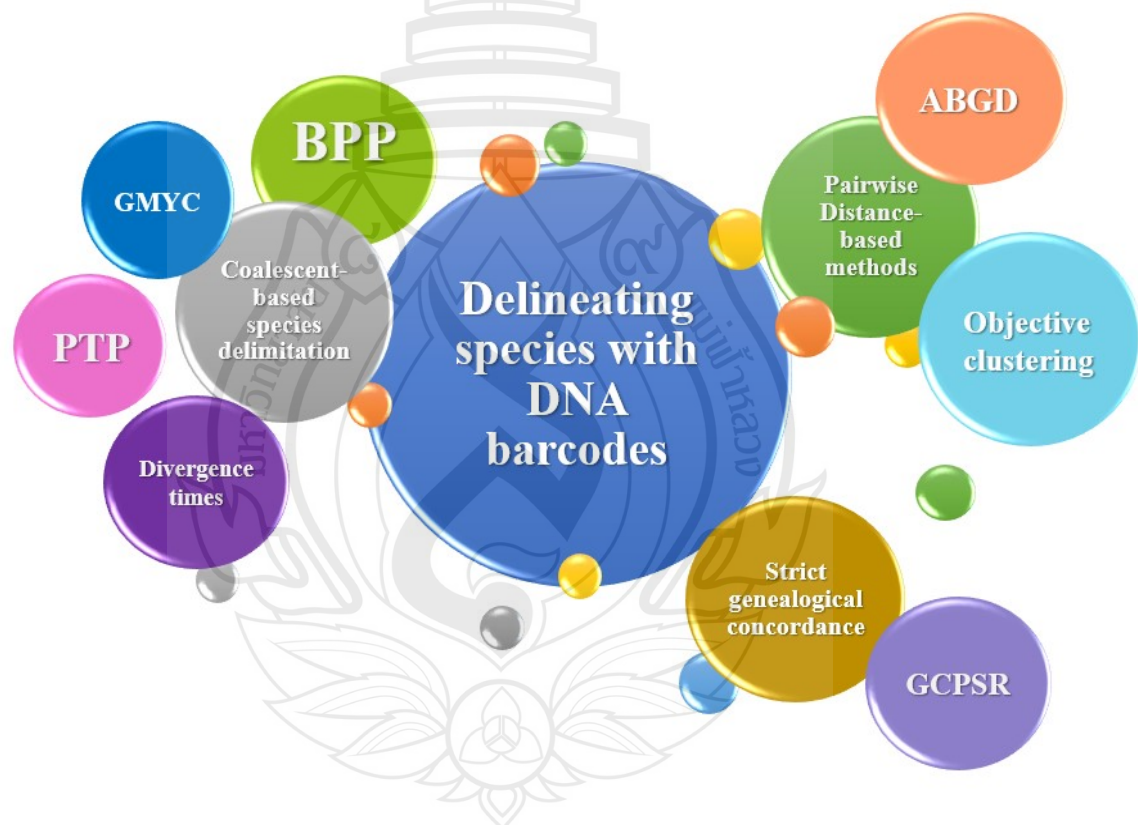 BPP
GMYC
Coalescent-
based
species
delimitation
PTP
Divergence
times
Delineating
species with
DNA
barcodes
ABGD
Pairwise
Distance-
based
methods
Objective
clustering
Strict
genealogical
concordance
GCPSR